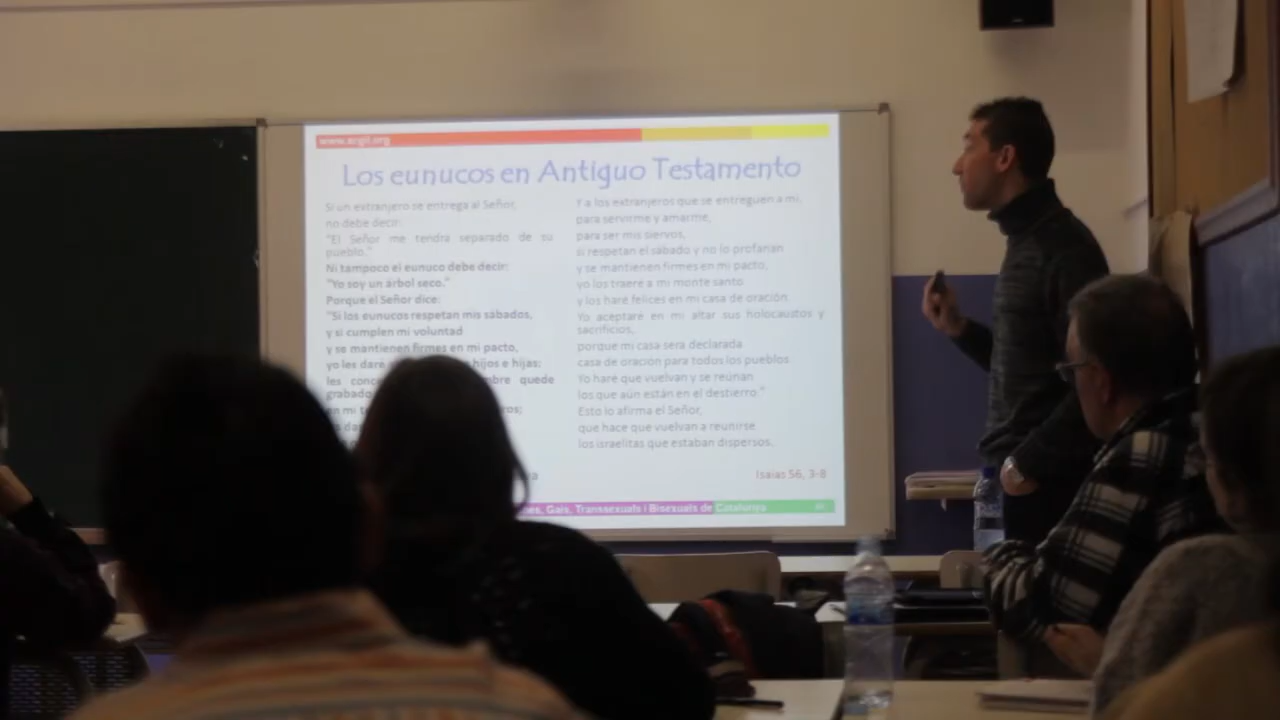 www.acgil.org
Los eunucos en Antiguo Testamento
Si un extranjero se entrega al Señor,
no debe decir:
"El Señor me tendrá separado de su
pueblo."
Ni tampoco el eunuco debe decir:
"Yo soy un árbol seco."
Porque el Señor dice:
"Si los eunucos respetan mis sábados,
y si cumplen mi voluntad
y se mantienen firmes en mi pacto,
yo les daré hijos e hijas;
les quede
grabado
en mi
Y a los extranjeros que se entreguen a mí,
para servirme y amarme,
para ser mis siervos,
si respetan el sábado y no lo profanan
y se mantienen firmes en mi pacto,
yo los traeré a mi monte santo
y los haré felices en mi casa de oración.
Yo aceptaré en mi altar sus holocaustos y
sacrificios,
porque mi casa será declarada
casa de oración para todos los pueblos
Yo haré que vuelvan y se reúnan
los que aún están en el destierro."
Esto lo afirma el Señor,
que hace que vuelvan a reunirse
los israelitas que estaban dispersos.
Isaías 56, 3-8
Gais, Transsexuals i Bisexuals de Catalunya